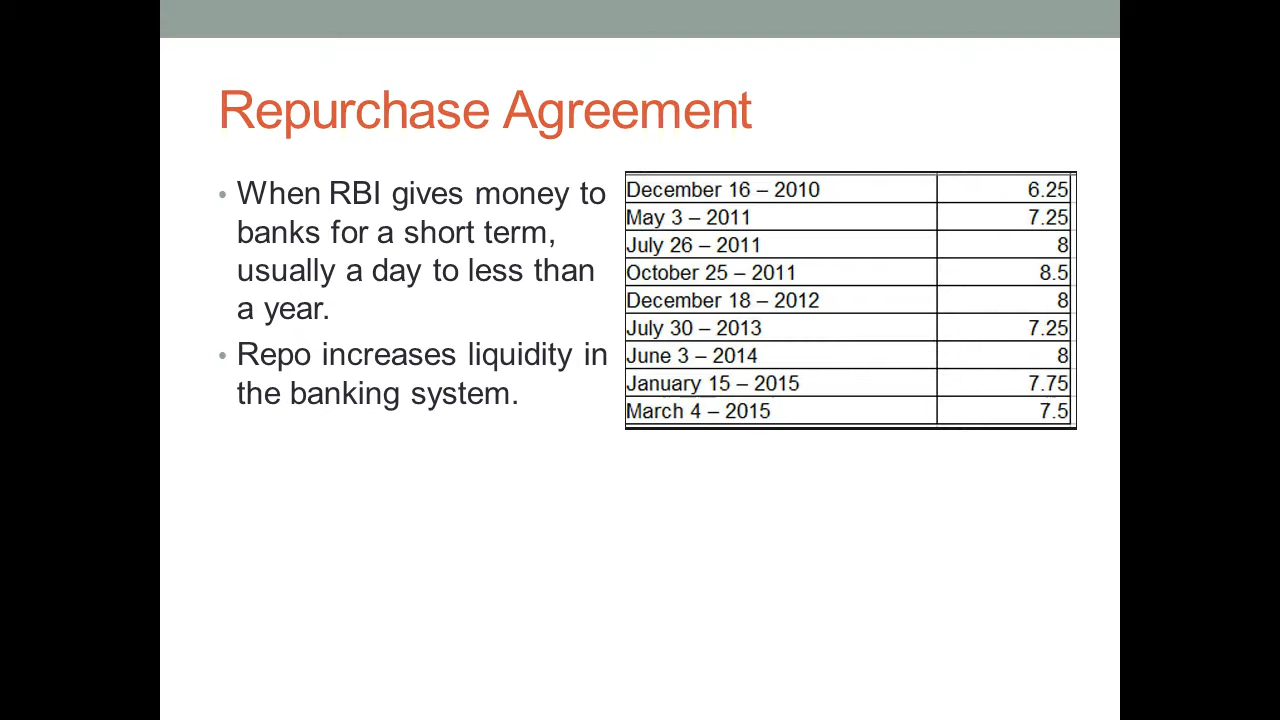 Repurchase Agreement
• When RBI gives money to
banks for a short term,
usually a day to less than
a year.
• Repo increases liquidity in
the banking system.
December 16 – 2010 6.25
May 3 – 2011 7.25
July 26 – 2011 8
October 25 – 2011 8.5
December 18 – 2012 8
July 30 – 2013 7.25
June 3 – 2014 8
January 15 – 2015 7.75
March 4 – 2015 7.5